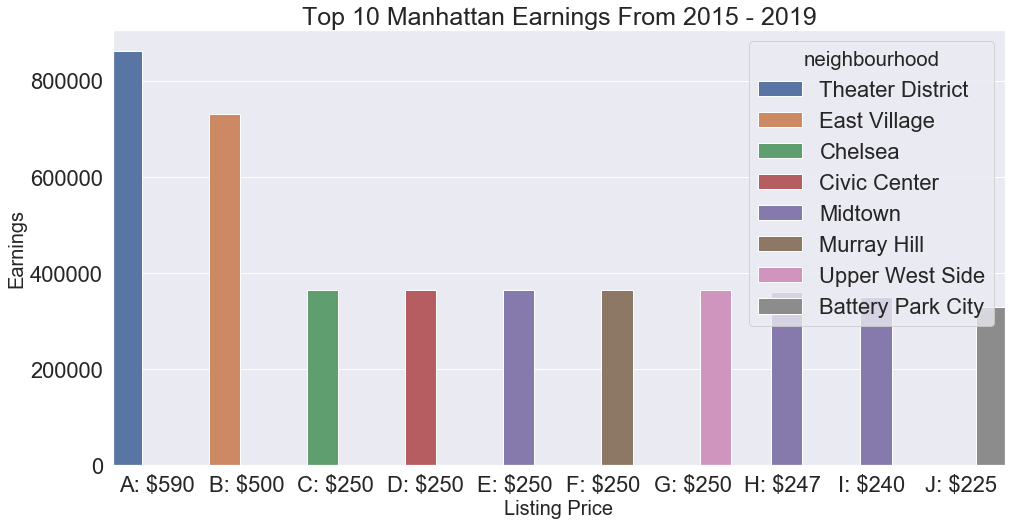 Top 10 Manhattan Earnings From 2015 - 2019
neighbourhood
Theater District
East Village
Chelsea
Civic Center
Midtown
Murray Hill
Upper West Side
Battery Park City
Earnings
800000
600000
400000
200000
0
A: $590 B: $500 C: $250 D: $250 E: $250 F: $250 G: $250 H: $247 I: $240 J: $225
Listing Price